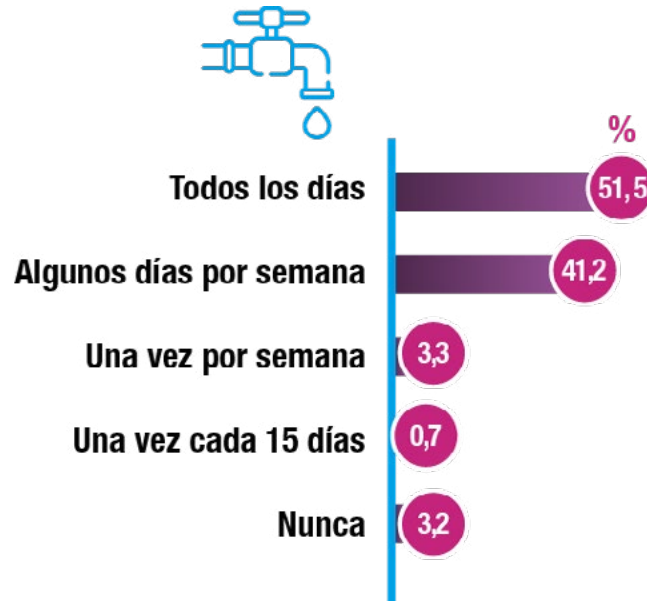 %
Todos los días 51,5
Algunos días por semana 41,2
Una vez por semana 3,3
Una vez cada 15 días 0,7
Nunca 3,2